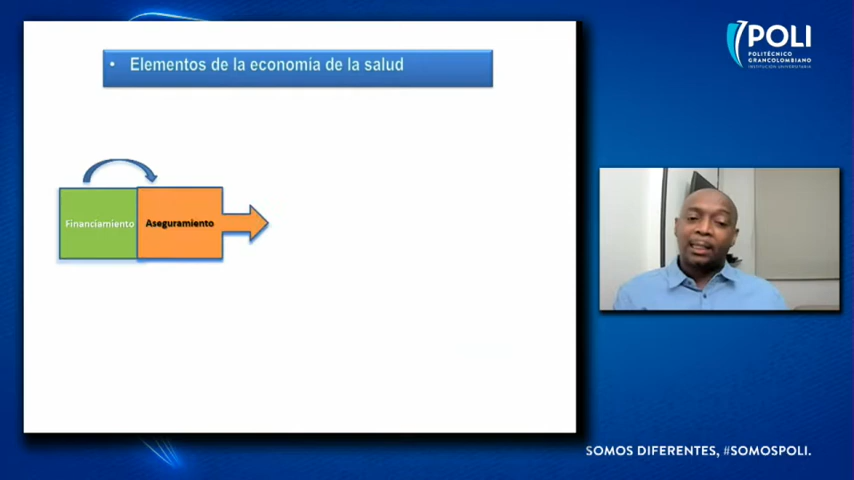 • Elementos de la economía de la salud
Financiamiento
Aseguramiento
POLI
POLITÉCNICO
GRANCOLOMBIANO
INSTITUCIÓN UNIVERSITARIA
SOMOS DIFERENTES, #SOMOSPOLI.